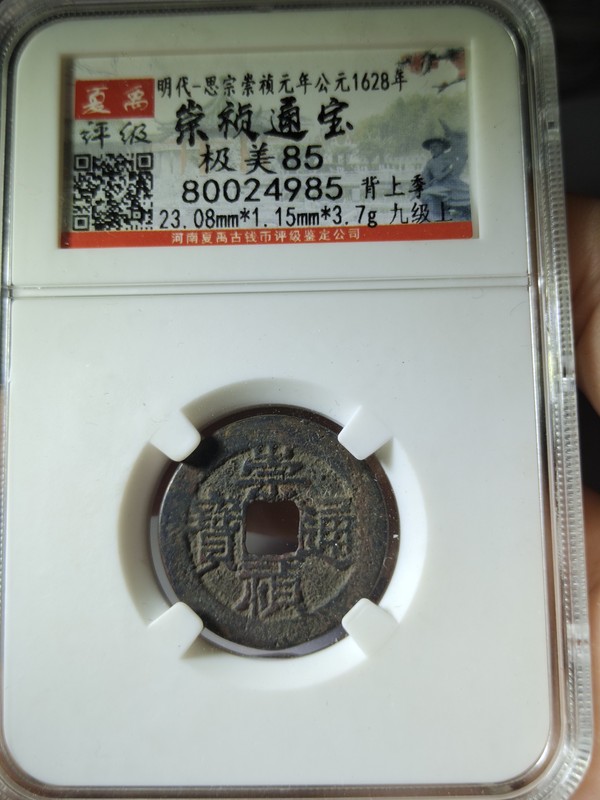 明代-思宗崇祯元年公元1628年
夏禹
评级
崇祯通宝
极美85
80024985 背上季
23.08mm*1.15mm*3.7g 九级上
河南夏禹古钱币评级鉴定公司
崇
寳 通
禎